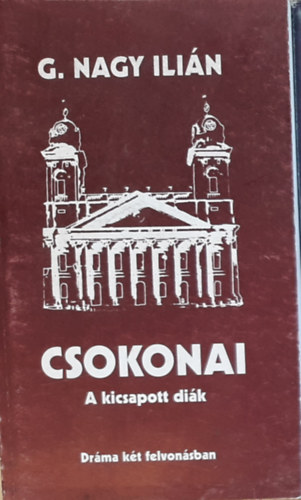 G. NAGY ILIÁN
CSOKONAI
A kicsapott diák
Dráma két felvonásban